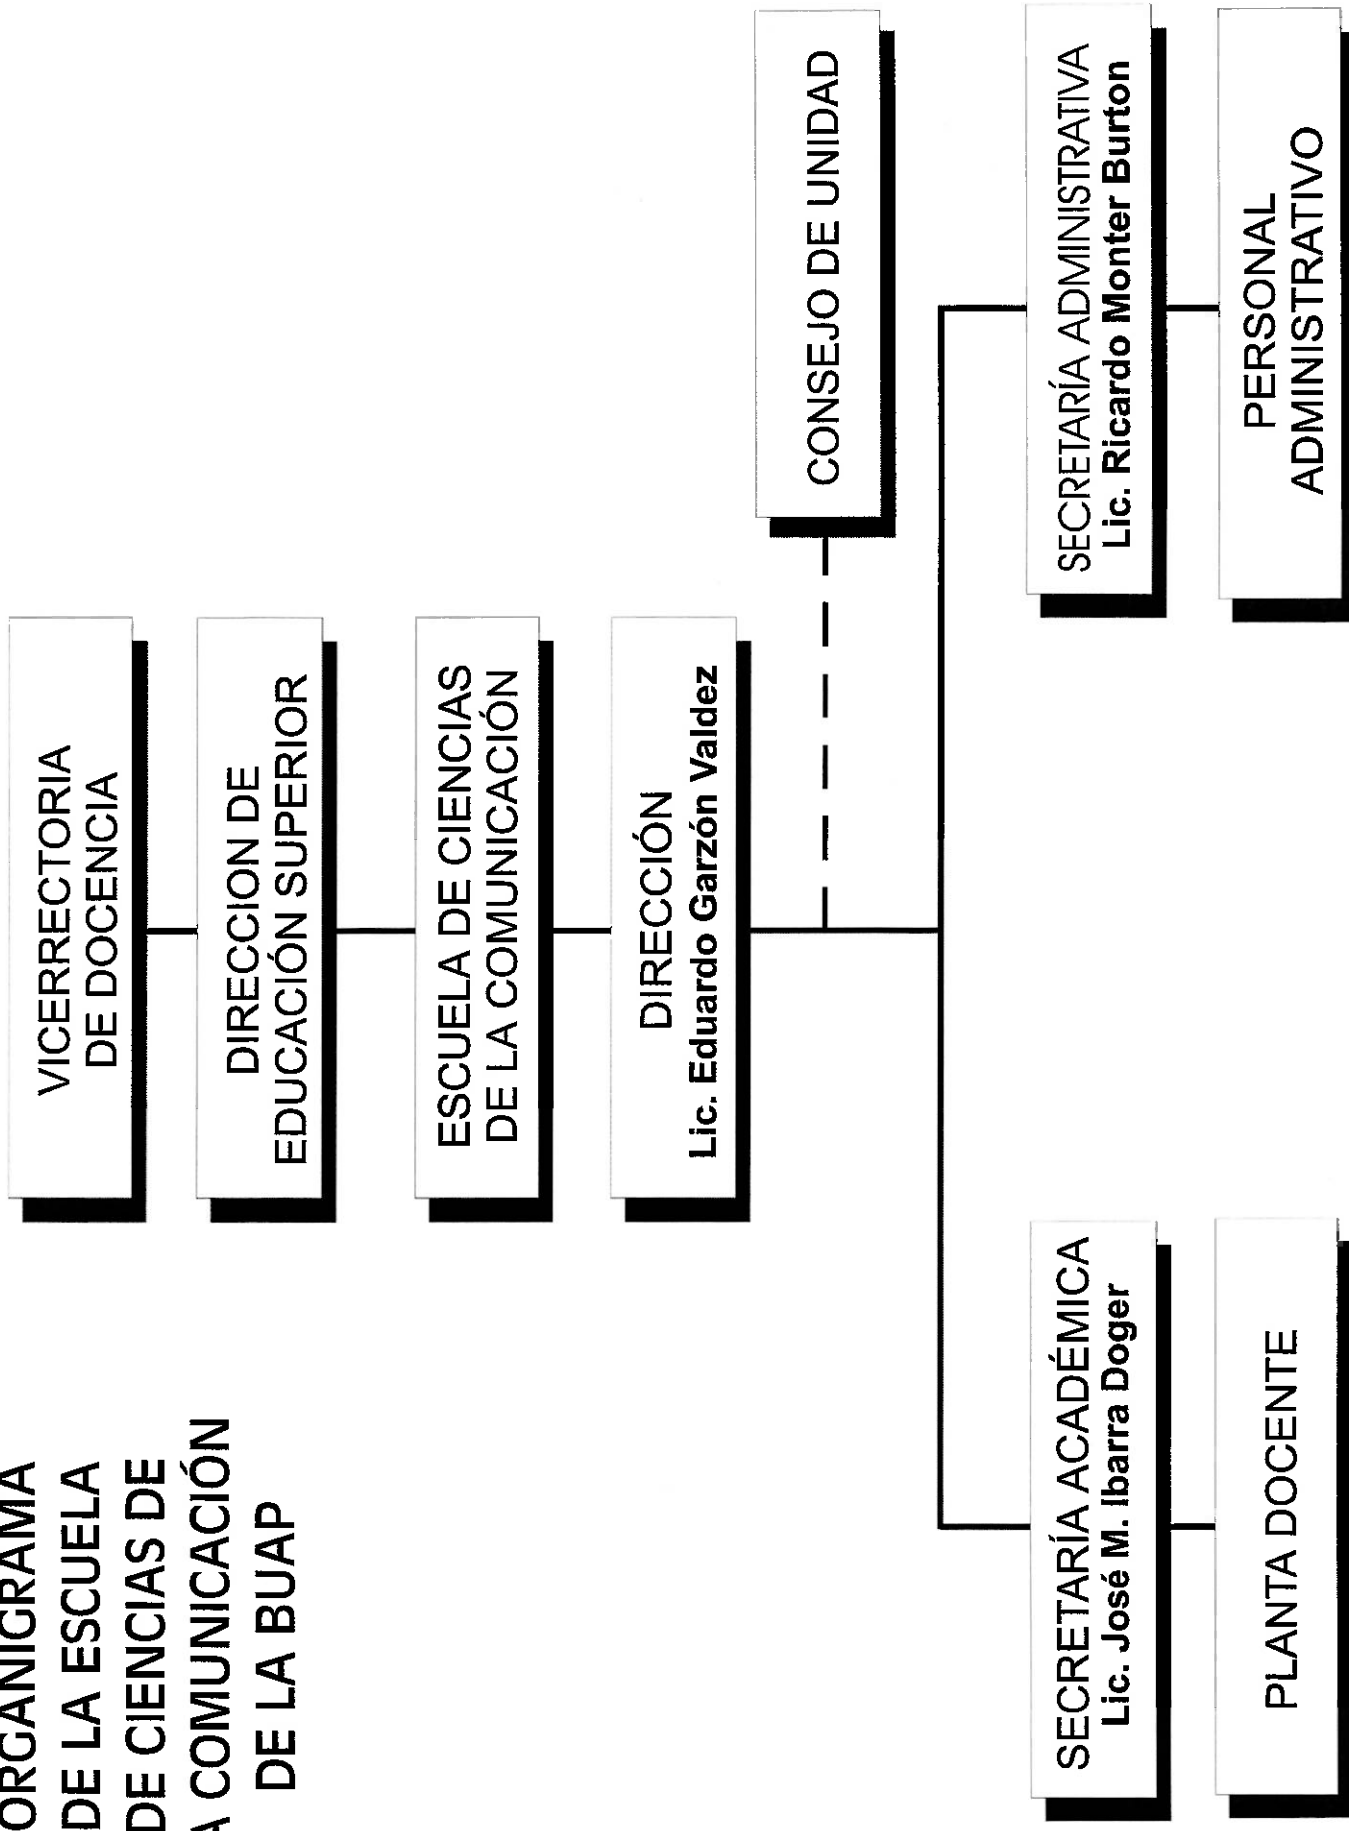 ORGANIGRAMA
DE LA ESCUELA
DE CIENCIAS DE
A COMUNICACIÓN
DE LA BUAP
VICERRECTORIA
DE DOCENCIA
DIRECCION DE
EDUCACIÓN SUPERIOR
ESCUELA DE CIENCIAS
DE LA COMUNICACIÓN
DIRECCIÓN
Lic. Eduardo Garzón Valdez
CONSEJO DE UNIDAD
SECRETARÍA ACADÉMICA
Lic. José M. Ibarra Doger
SECRETARÍA ADMINISTRATIVA
Lic. Ricardo Monter Burton
PLANTA DOCENTE
PERSONAL
ADMINISTRATIVO